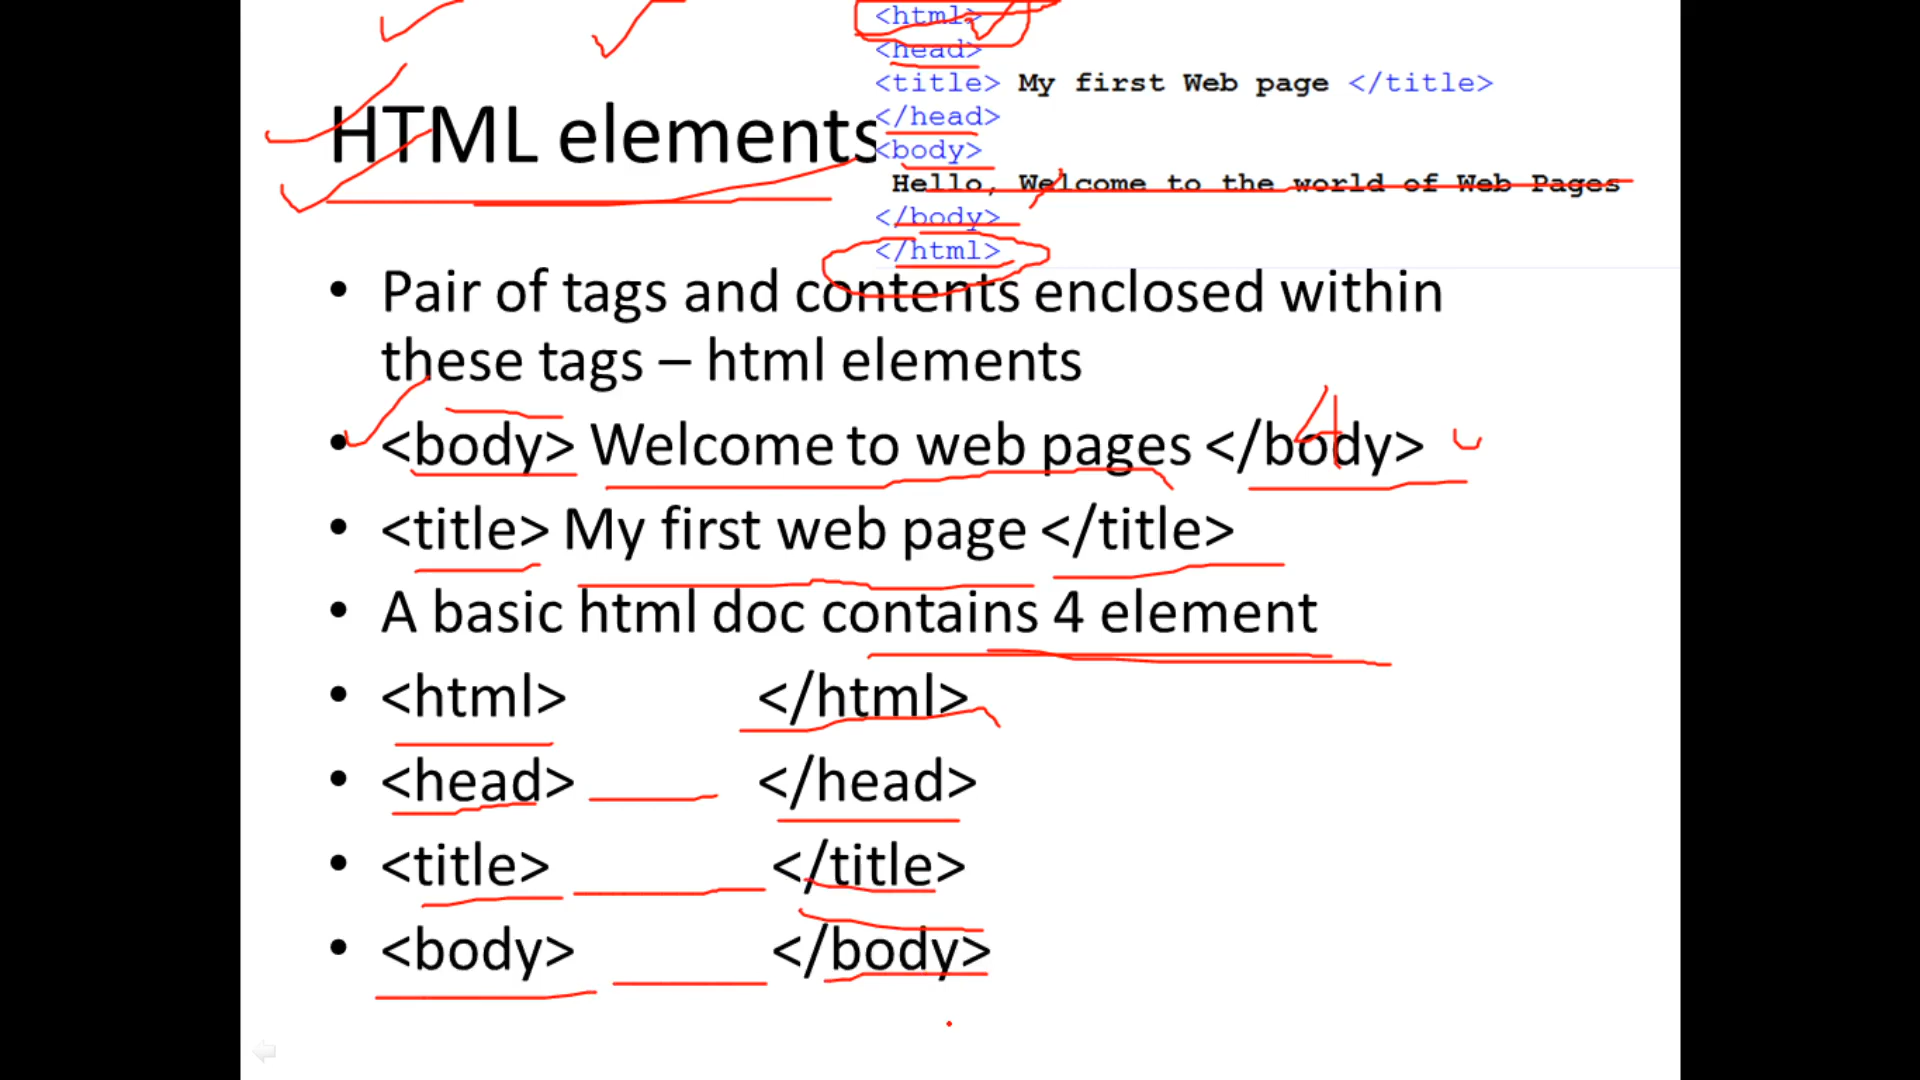 <html>
<head>
<title> My first Web page </title>
</head>
<body>
Hello, Welcome to the world of Web Pages
</body>
</html>
HTML elements
• Pair of tags and contents enclosed within
these tags – html elements
4
• <body> Welcome to web pages </body>
• <title> My first web page </title>
• A basic html doc contains 4 element
• <html> </html>
• <head> </head>
• <title> </title>
• <body> </body>